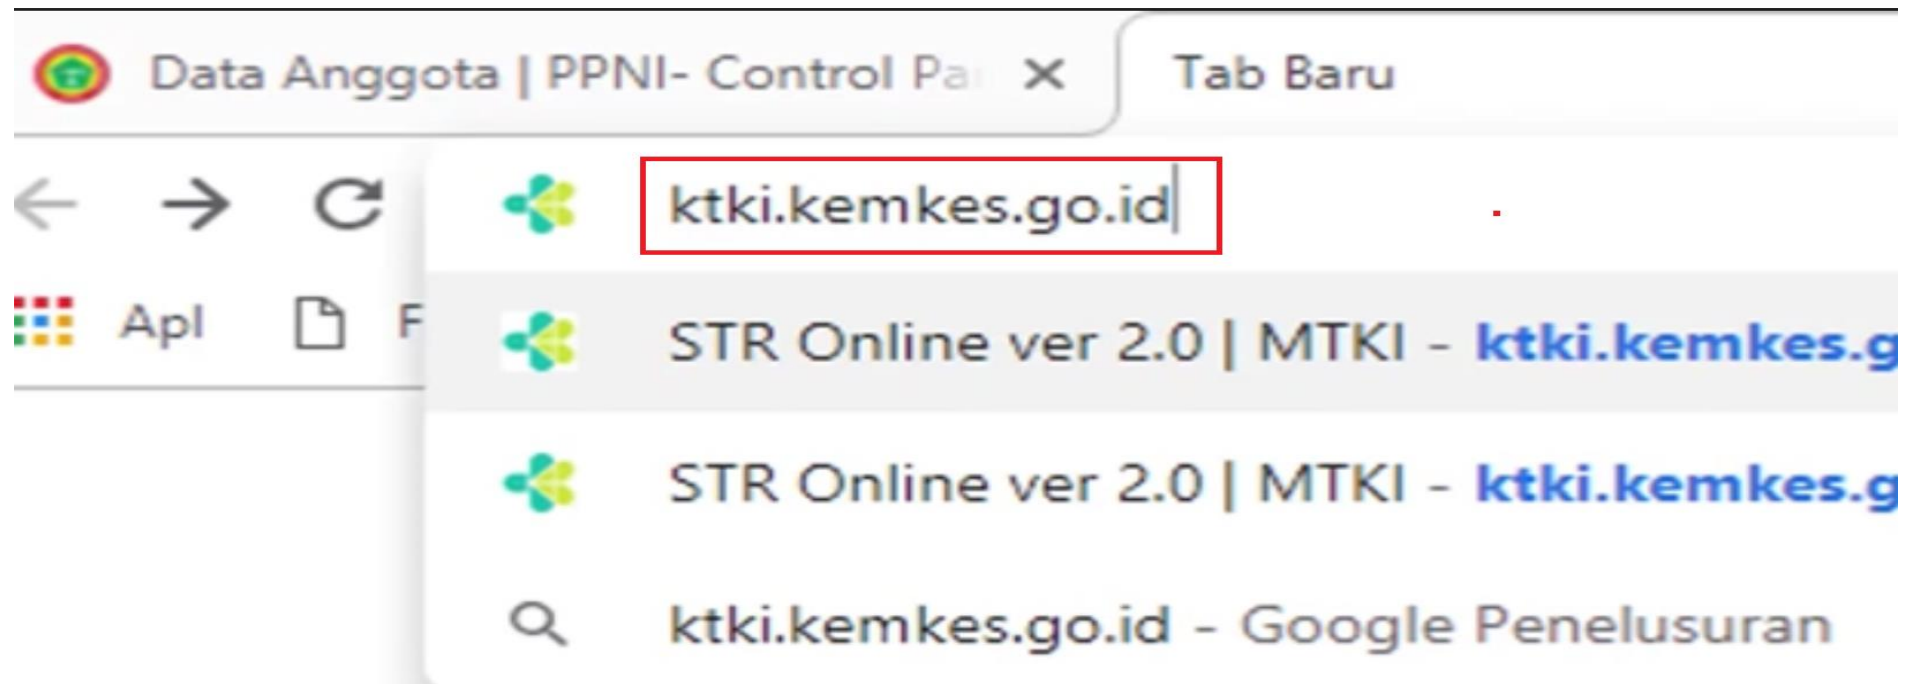 Data Anggota | PPNI- Control Pa
Tab Baru
ktki.kemkes.go.id
Apl
F
STR Online ver 2.0 | MTKI - ktki.kemkes.g
STR Online ver 2.0 | MTKI - ktki.kemkes.g
ktki.kemkes.go.id - Google Penelusuran